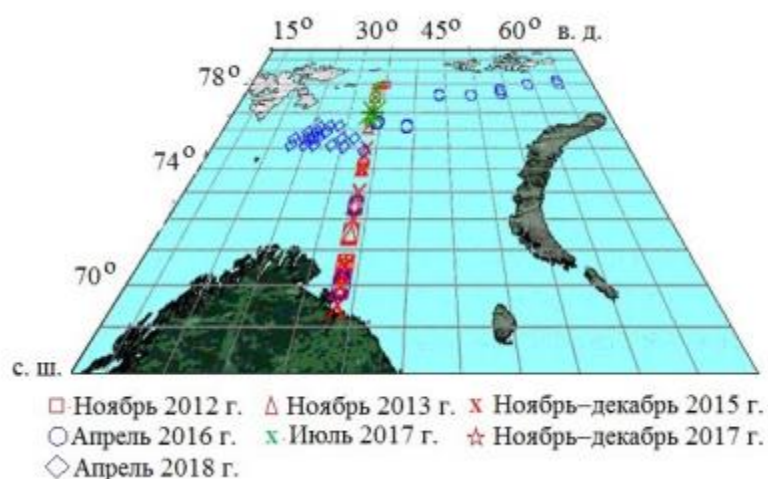 15° 30° 45° 60° в. д.
78°
74°
70°
с. ш.
Ноябрь 2012 г. Ноябрь 2013 г. Ноябрь–декабрь 2015 г.
Апрель 2016 г. Июль 2017 г. Ноябрь–декабрь 2017 г.
Апрель 2018 г.